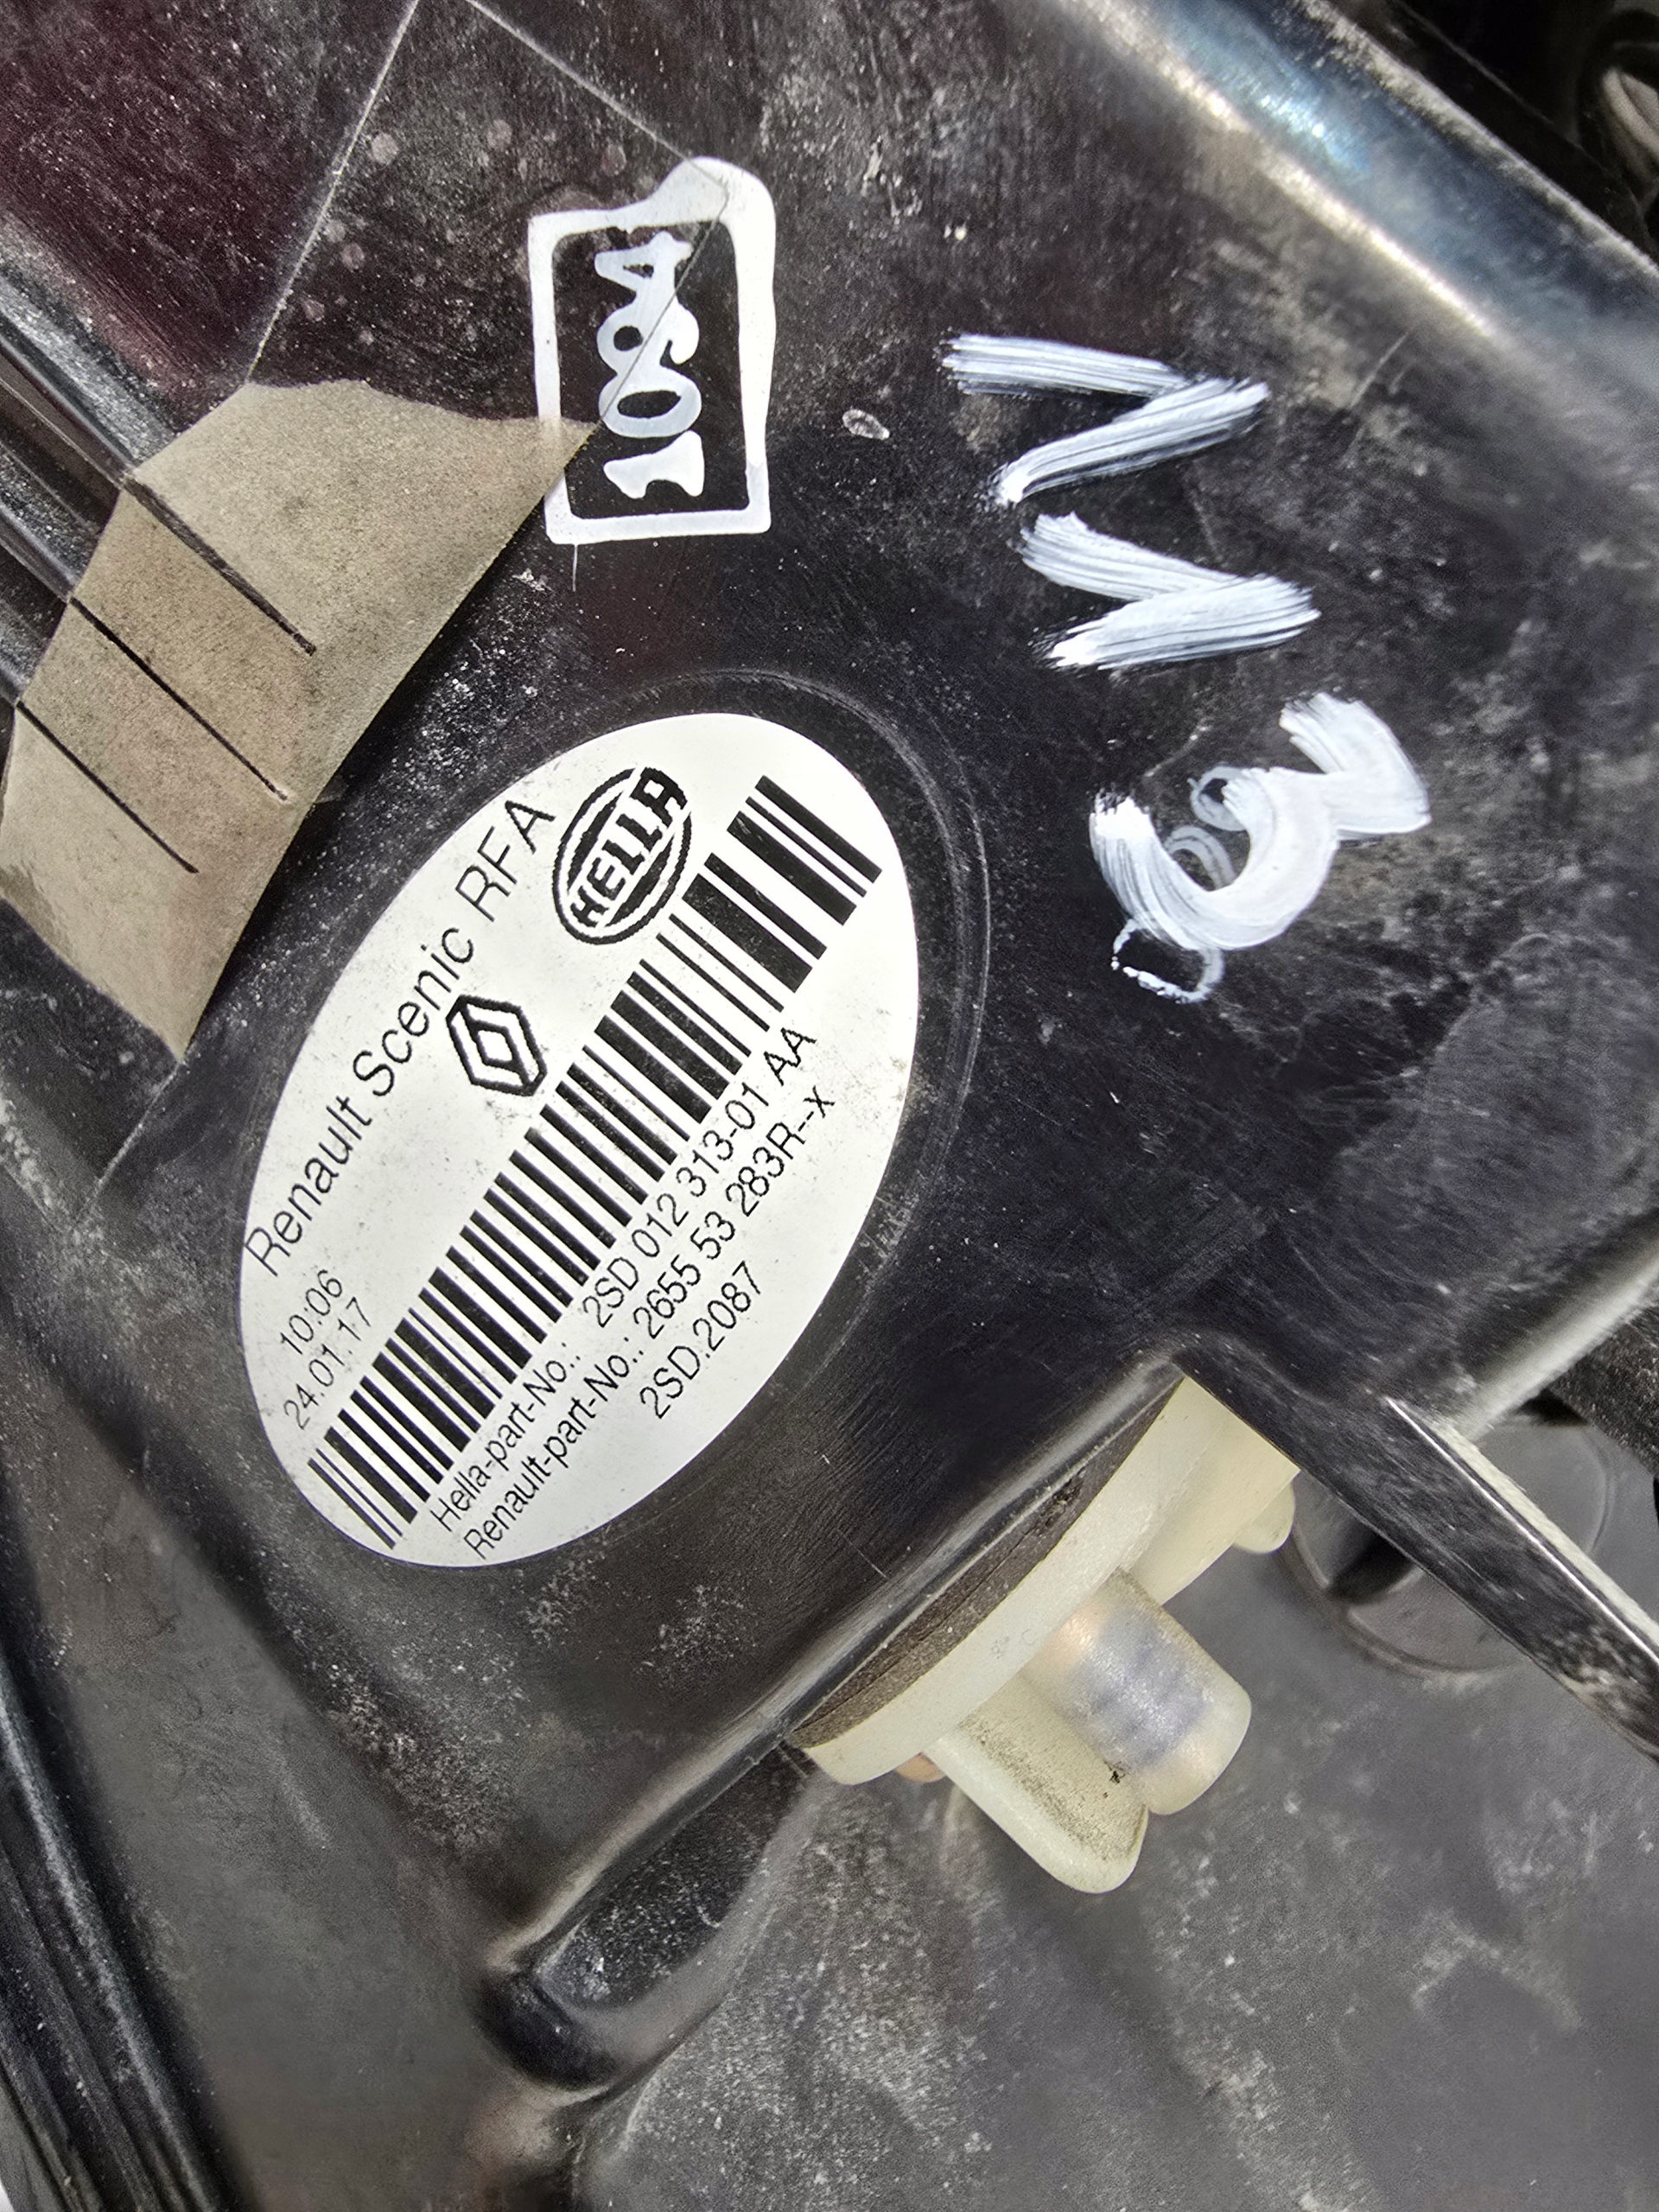 1094
Renault Scenic RFA
HELLA
10:06
24.01.17
Hella-part-No.: 2SD 012 313-01 AA
Renault-part-No.: 2655 53 283R--x
2SD.2087